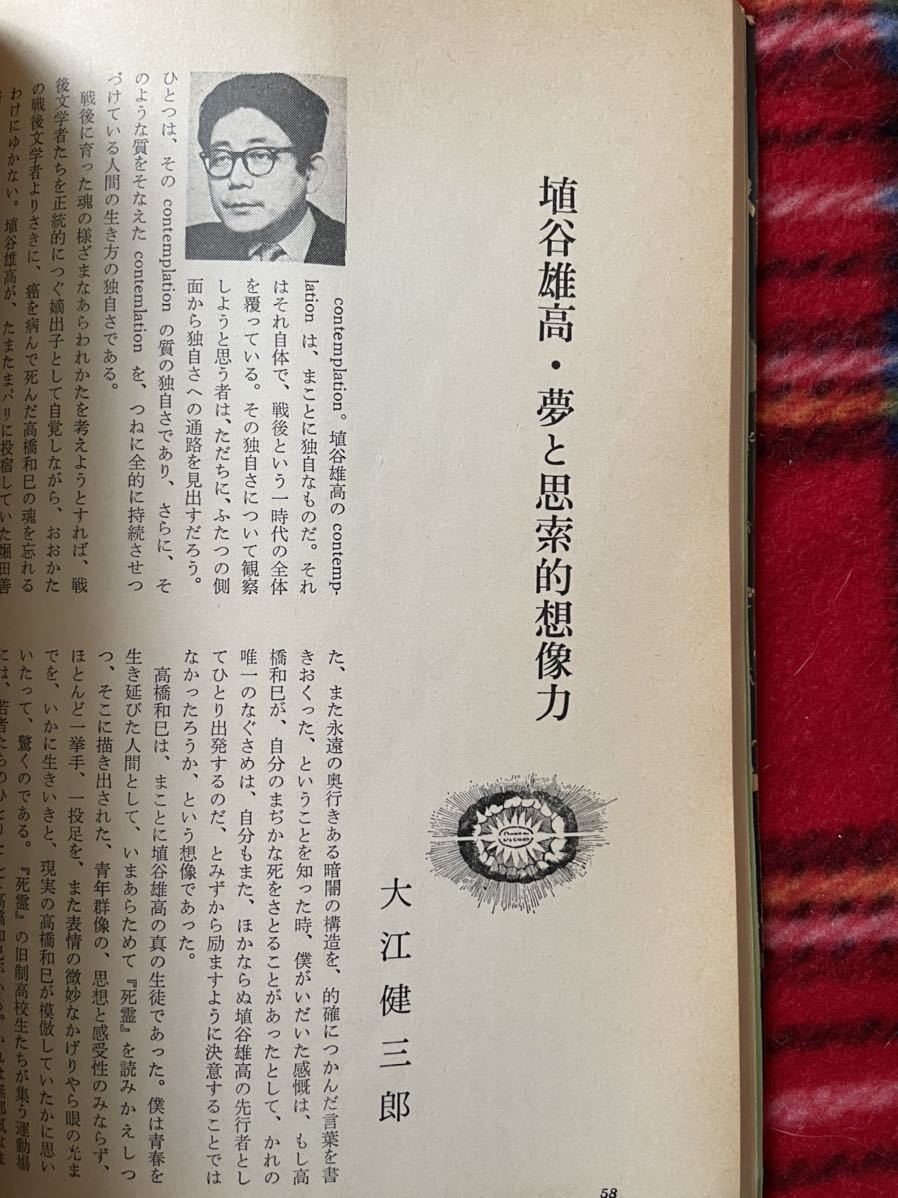 埴谷雄高・夢と思索的想像力
大江健三郎
contemplation。埴谷雄高の contemp-
lation は、まことに独自なものだ。それ
はそれ自体で、戦後という一時代の全体
を覆っている。その独自さについて観察
しようと思う者は、ただちに、ふたつの側
面から独自さへの通路を見出すだろう。
ひとつは、その contemplation の質の独自さであり、さらに、そ
のような質をそなえた contemlation を、つねに全的に持続させつ
づけている人間の生き方の独自さである。
戦後に育った魂の様ざまなあらわれかたを考えようとすれば、戦
後文学者たちを正統的につぐ嫡出子として自覚しながら、おおかた
の戦後文学者よりさきに、癌を病んで死んだ高橋和巳の魂を忘れる
わけにゆかない。埴谷雄高が、たまたまパリに投宿していた堀田善
た、また永遠の奥行きある暗闇の構造を、的確につかんだ言葉を書
きおくった、ということを知った時、僕がいだいた感慨は、もし高
橋和巳が、自分のまぢかな死をさとることがあったとして、かれの
唯一のなぐさめは、自分もまた、ほかならぬ埴谷雄高の先行者とし
てひとり出発するのだ、とみずから励ますように決意することでは
なかったろうか、という想像であった。
高橋和巳は、まことに埴谷雄高の真の生徒であった。僕は青春を
生き延びた人間として、いまあらためて『死霊』を読みかえしつ
つ、そこに描き出された、青年群像の、思想と感受性のみならず、
ほとんど一挙手、一投足を、また表情の微妙なかげりやら眼の光ま
でを、いかに生きいきと、現実の高橋和巳が模倣していたかに思い
いたって、驚くのである。『死霊』の旧制高校生たちが集う運動場
には、若者たちのひとりとして高橋和巳がいる。かれは無邪気なま
58